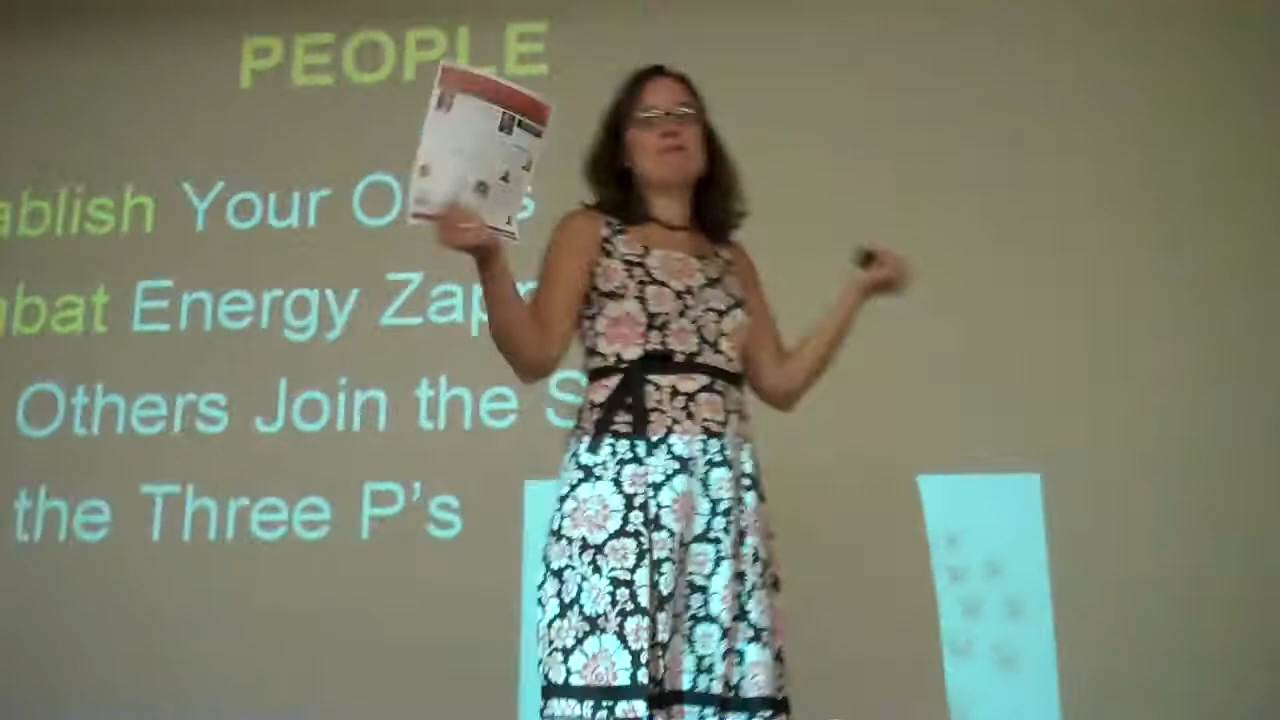 PEOPLE
ablish Your O
bat Energy Zap
Others Join the S
the Three P's